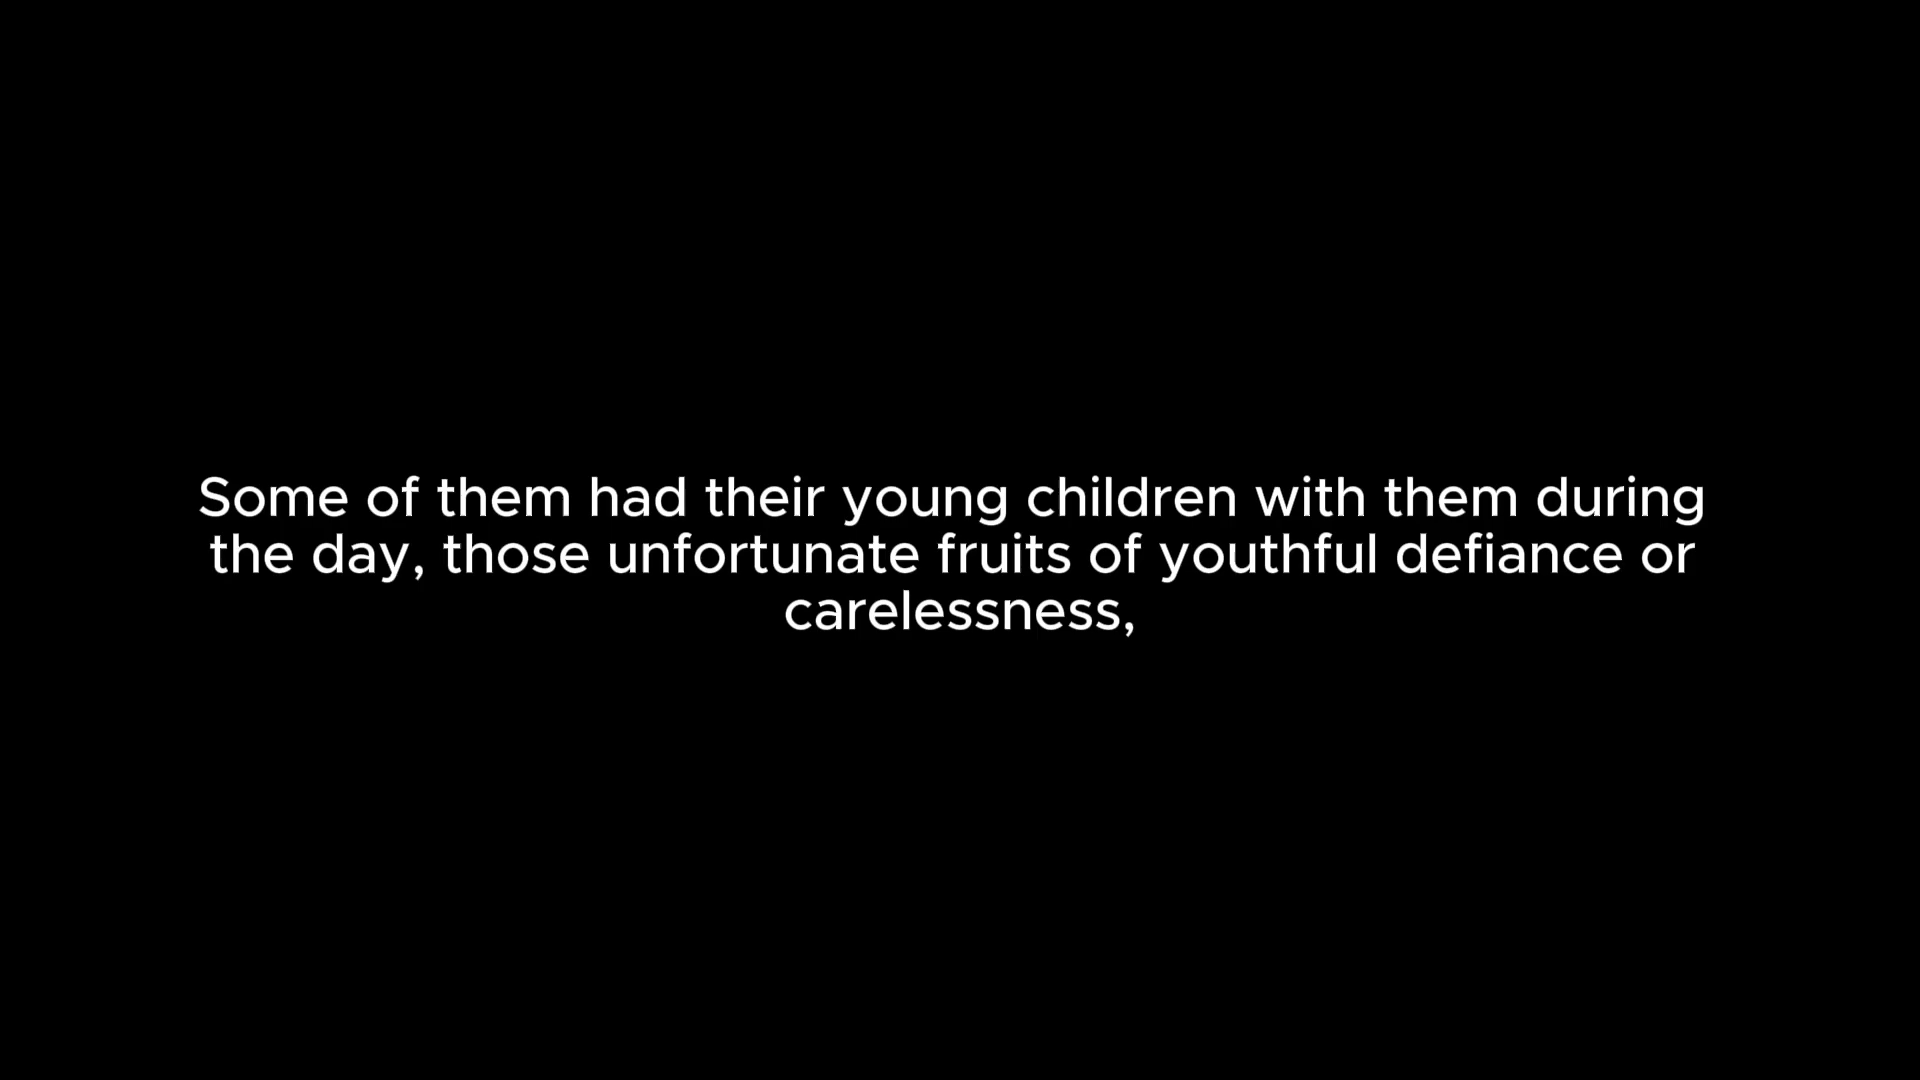 Some of them had their young children with them during
the day, those unfortunate fruits of youthful defiance or
carelessness,